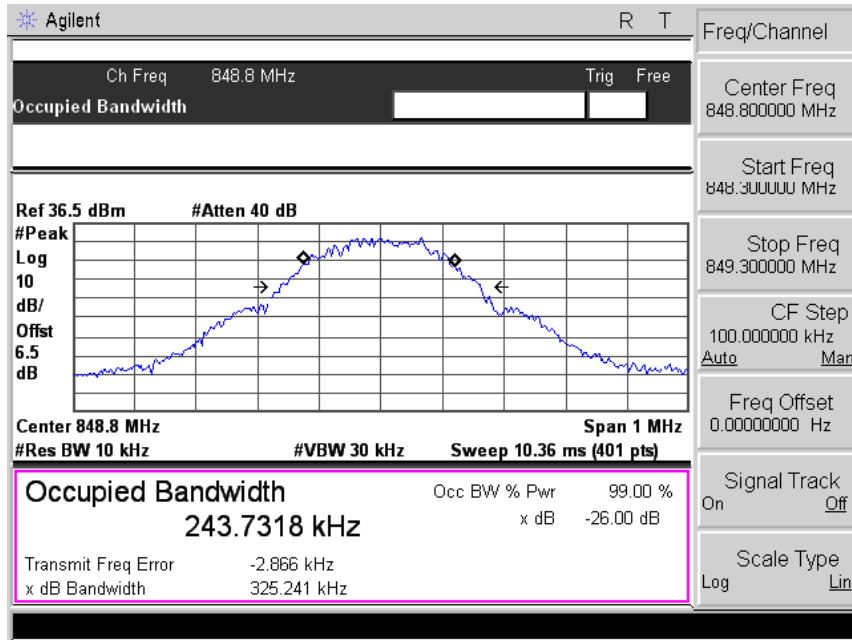 Agilent R T
Ch Freq 848.8 MHz Trig Free
Occupied Bandwidth
Ref 36.5 dBm #Atten 40 dB
#Peak
Log
10
dB/
Offst
6.5
dB
Center 848.8 MHz Span 1 MHz
#Res BW 10 kHz #VBW 30 kHz Sweep 10.36 ms (401 pts)
Occupied Bandwidth Occ BW % Pwr 99.00 %
243.7318 kHz x dB -26.00 dB
Transmit Freq Error -2.866 kHz
x dB Bandwidth 325.241 kHz
Freq/Channel
Center Freq
848.800000 MHz
Start Freq
848.300000 MHz
Stop Freq
849.300000 MHz
CF Step
100.000000 kHz
Auto Man
Freq Offset
0.00000000 Hz
Signal Track
On Off
Scale Type
Log Lin